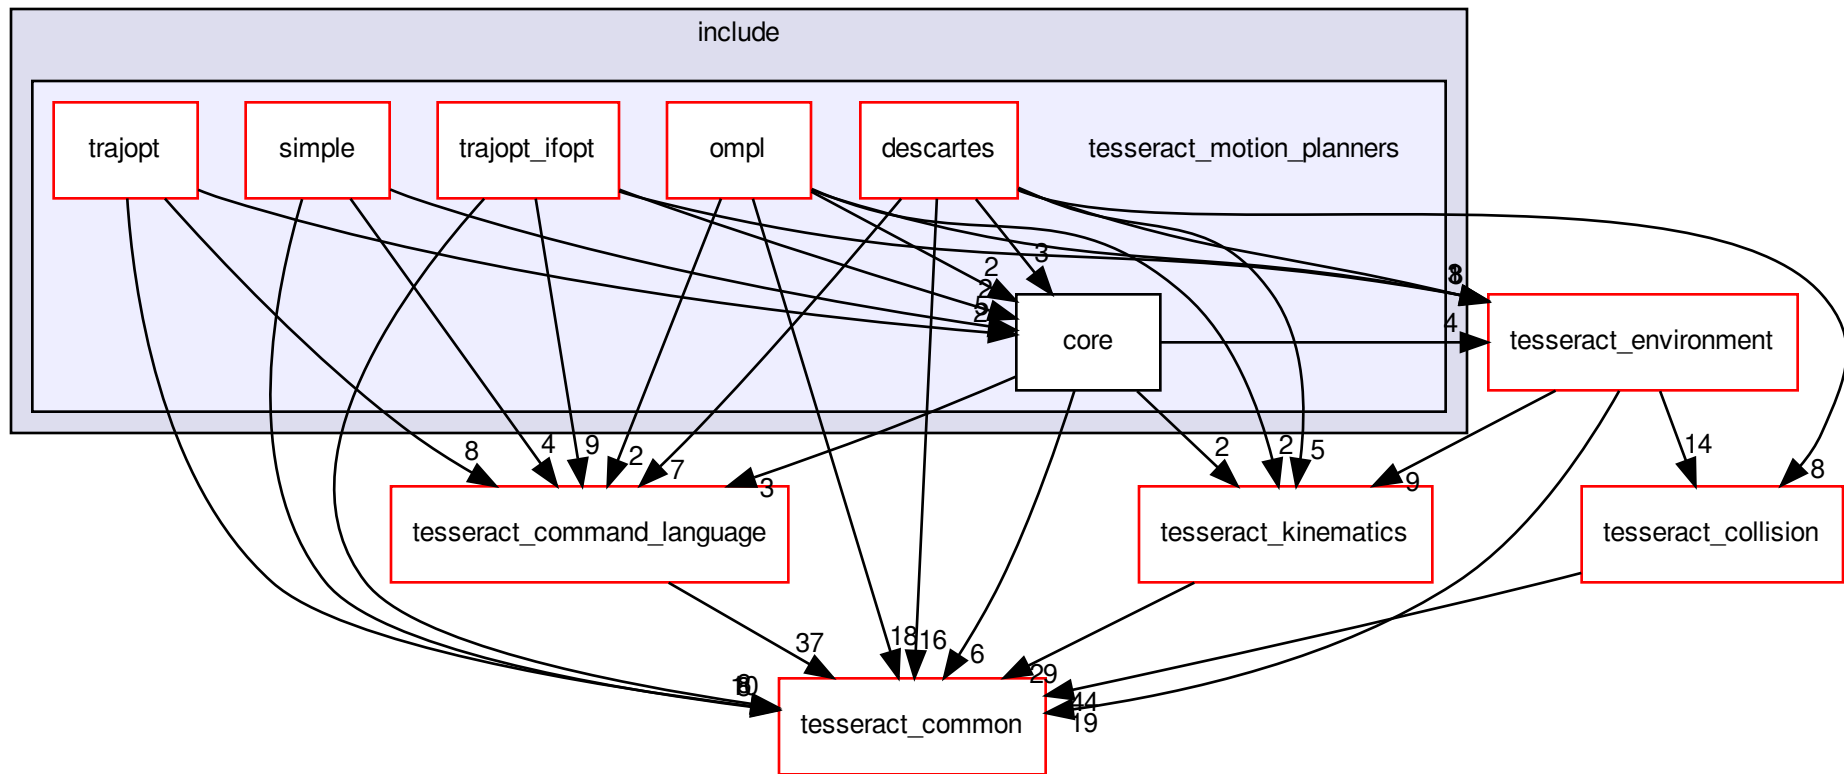 include
trajopt
simple
trajopt_ifopt
ompl
descartes
tesseract_motion_planners
3
2
2
core
4
tesseract_environment
8
4
9
2
7
3
2
2
5
9
14
8
tesseract_command_language
tesseract_kinematics
tesseract_collision
37
18
16
6
29
44
19
tesseract_common